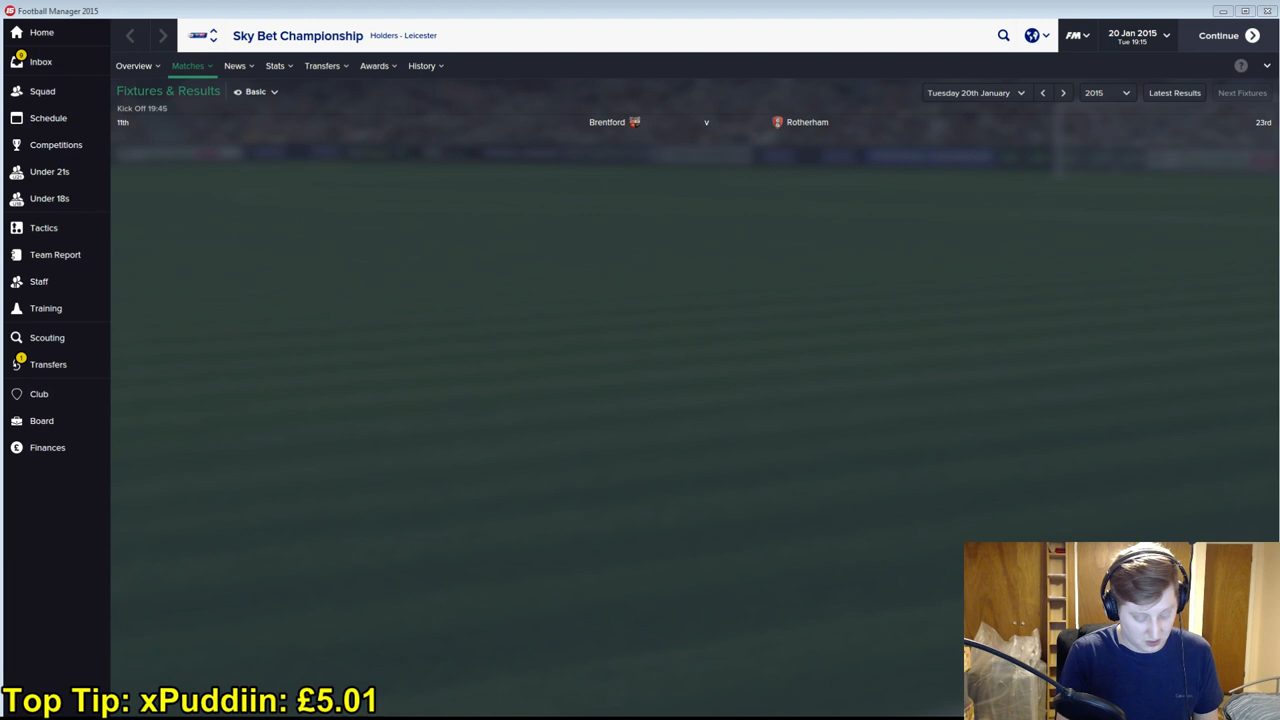 Football Manager 2015
Home
Sky Bet Championship
Holders - Leicester
FM
20 Jan 2015
Tue 19:15
Continue
9
Inbox
Overview
Matches
News
Stats
Transfers
Awards
History
?
Squad
Fixtures & Results
Basic
Tuesday 20th January
2015
Latest Results
Next Fixtures
Kick Off 19:45
Schedule
11th
Brentford
v
Rotherham
23rd
Competitions
Under 21s
Under 18s
Tactics
Team Report
Staff
Training
Scouting
1
Transfers
Club
Board
Finances
Top Tip: xPuddiin: £5.01